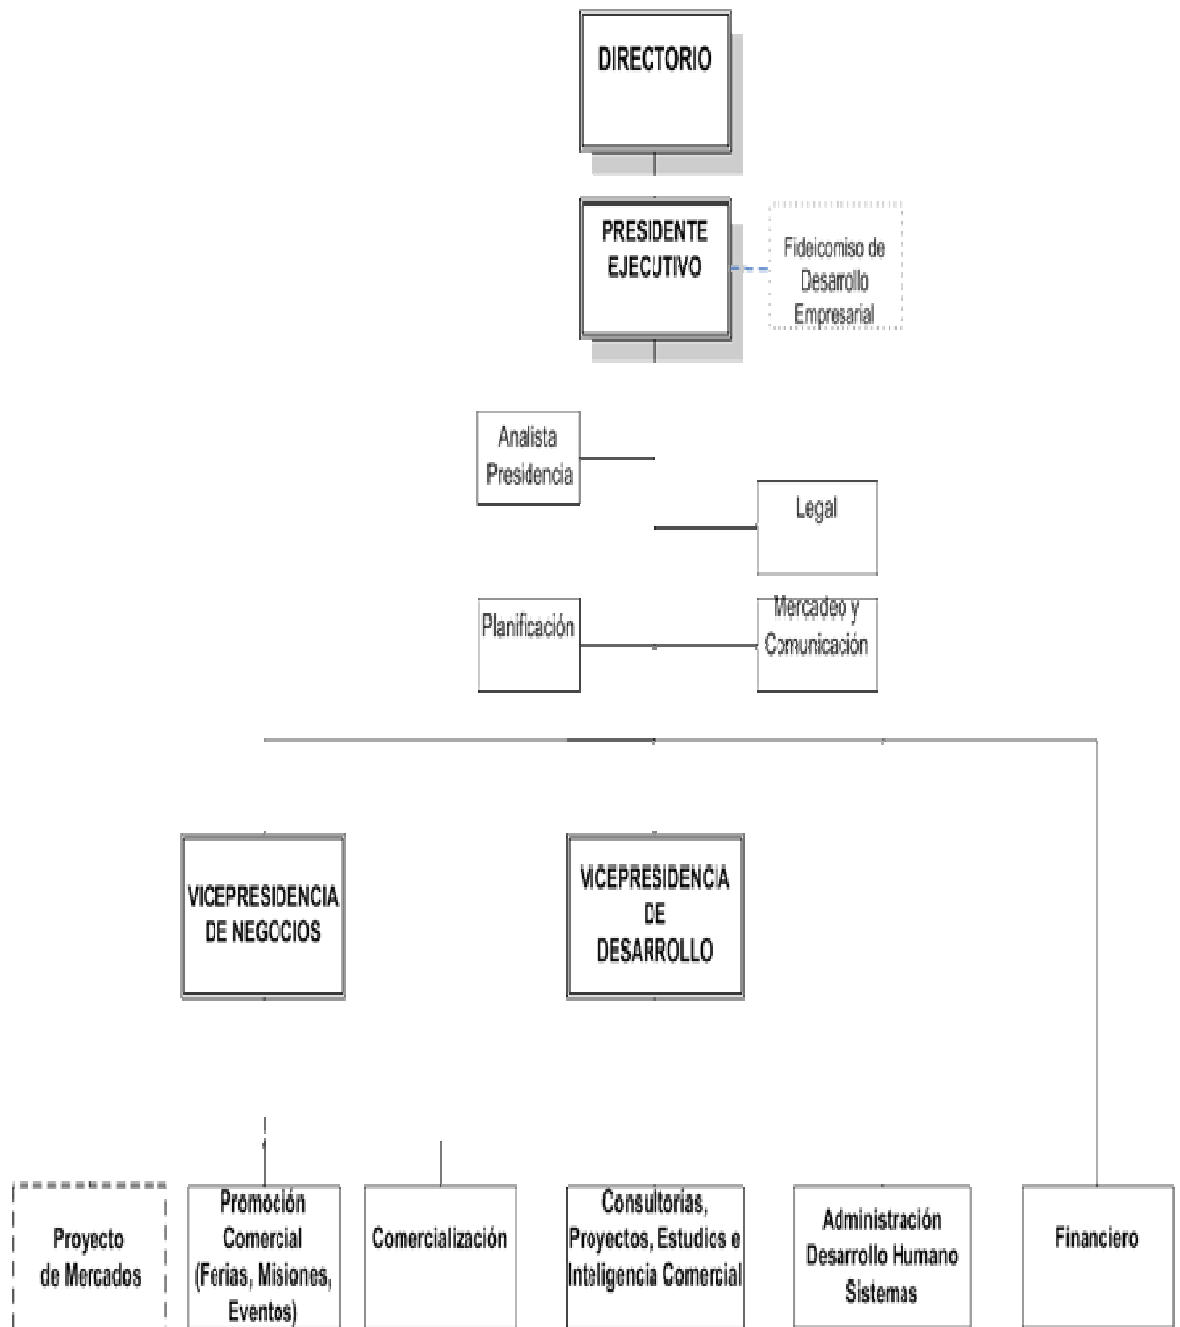 DIRECTORIO
PRESIDENTE
EJECUTIVO
Fideicomiso de
Desarrollo
Empresarial
Analista
Presidencia
Legal
Planificación
Mercadeo y
Comunicación
VICEPRESIDENCIA
DE NEGOCIOS
VICEPRESIDENCIA
DE
DESARROLLO
Proyecto
de Mercados
Promoción
Comercial
(Ferias, Misiones,
Eventos)
Comercialización
Consultorías,
Proyectos, Estudios e
Inteligencia Comercial
Administración
Desarrollo Humano
Sistemas
Financiero